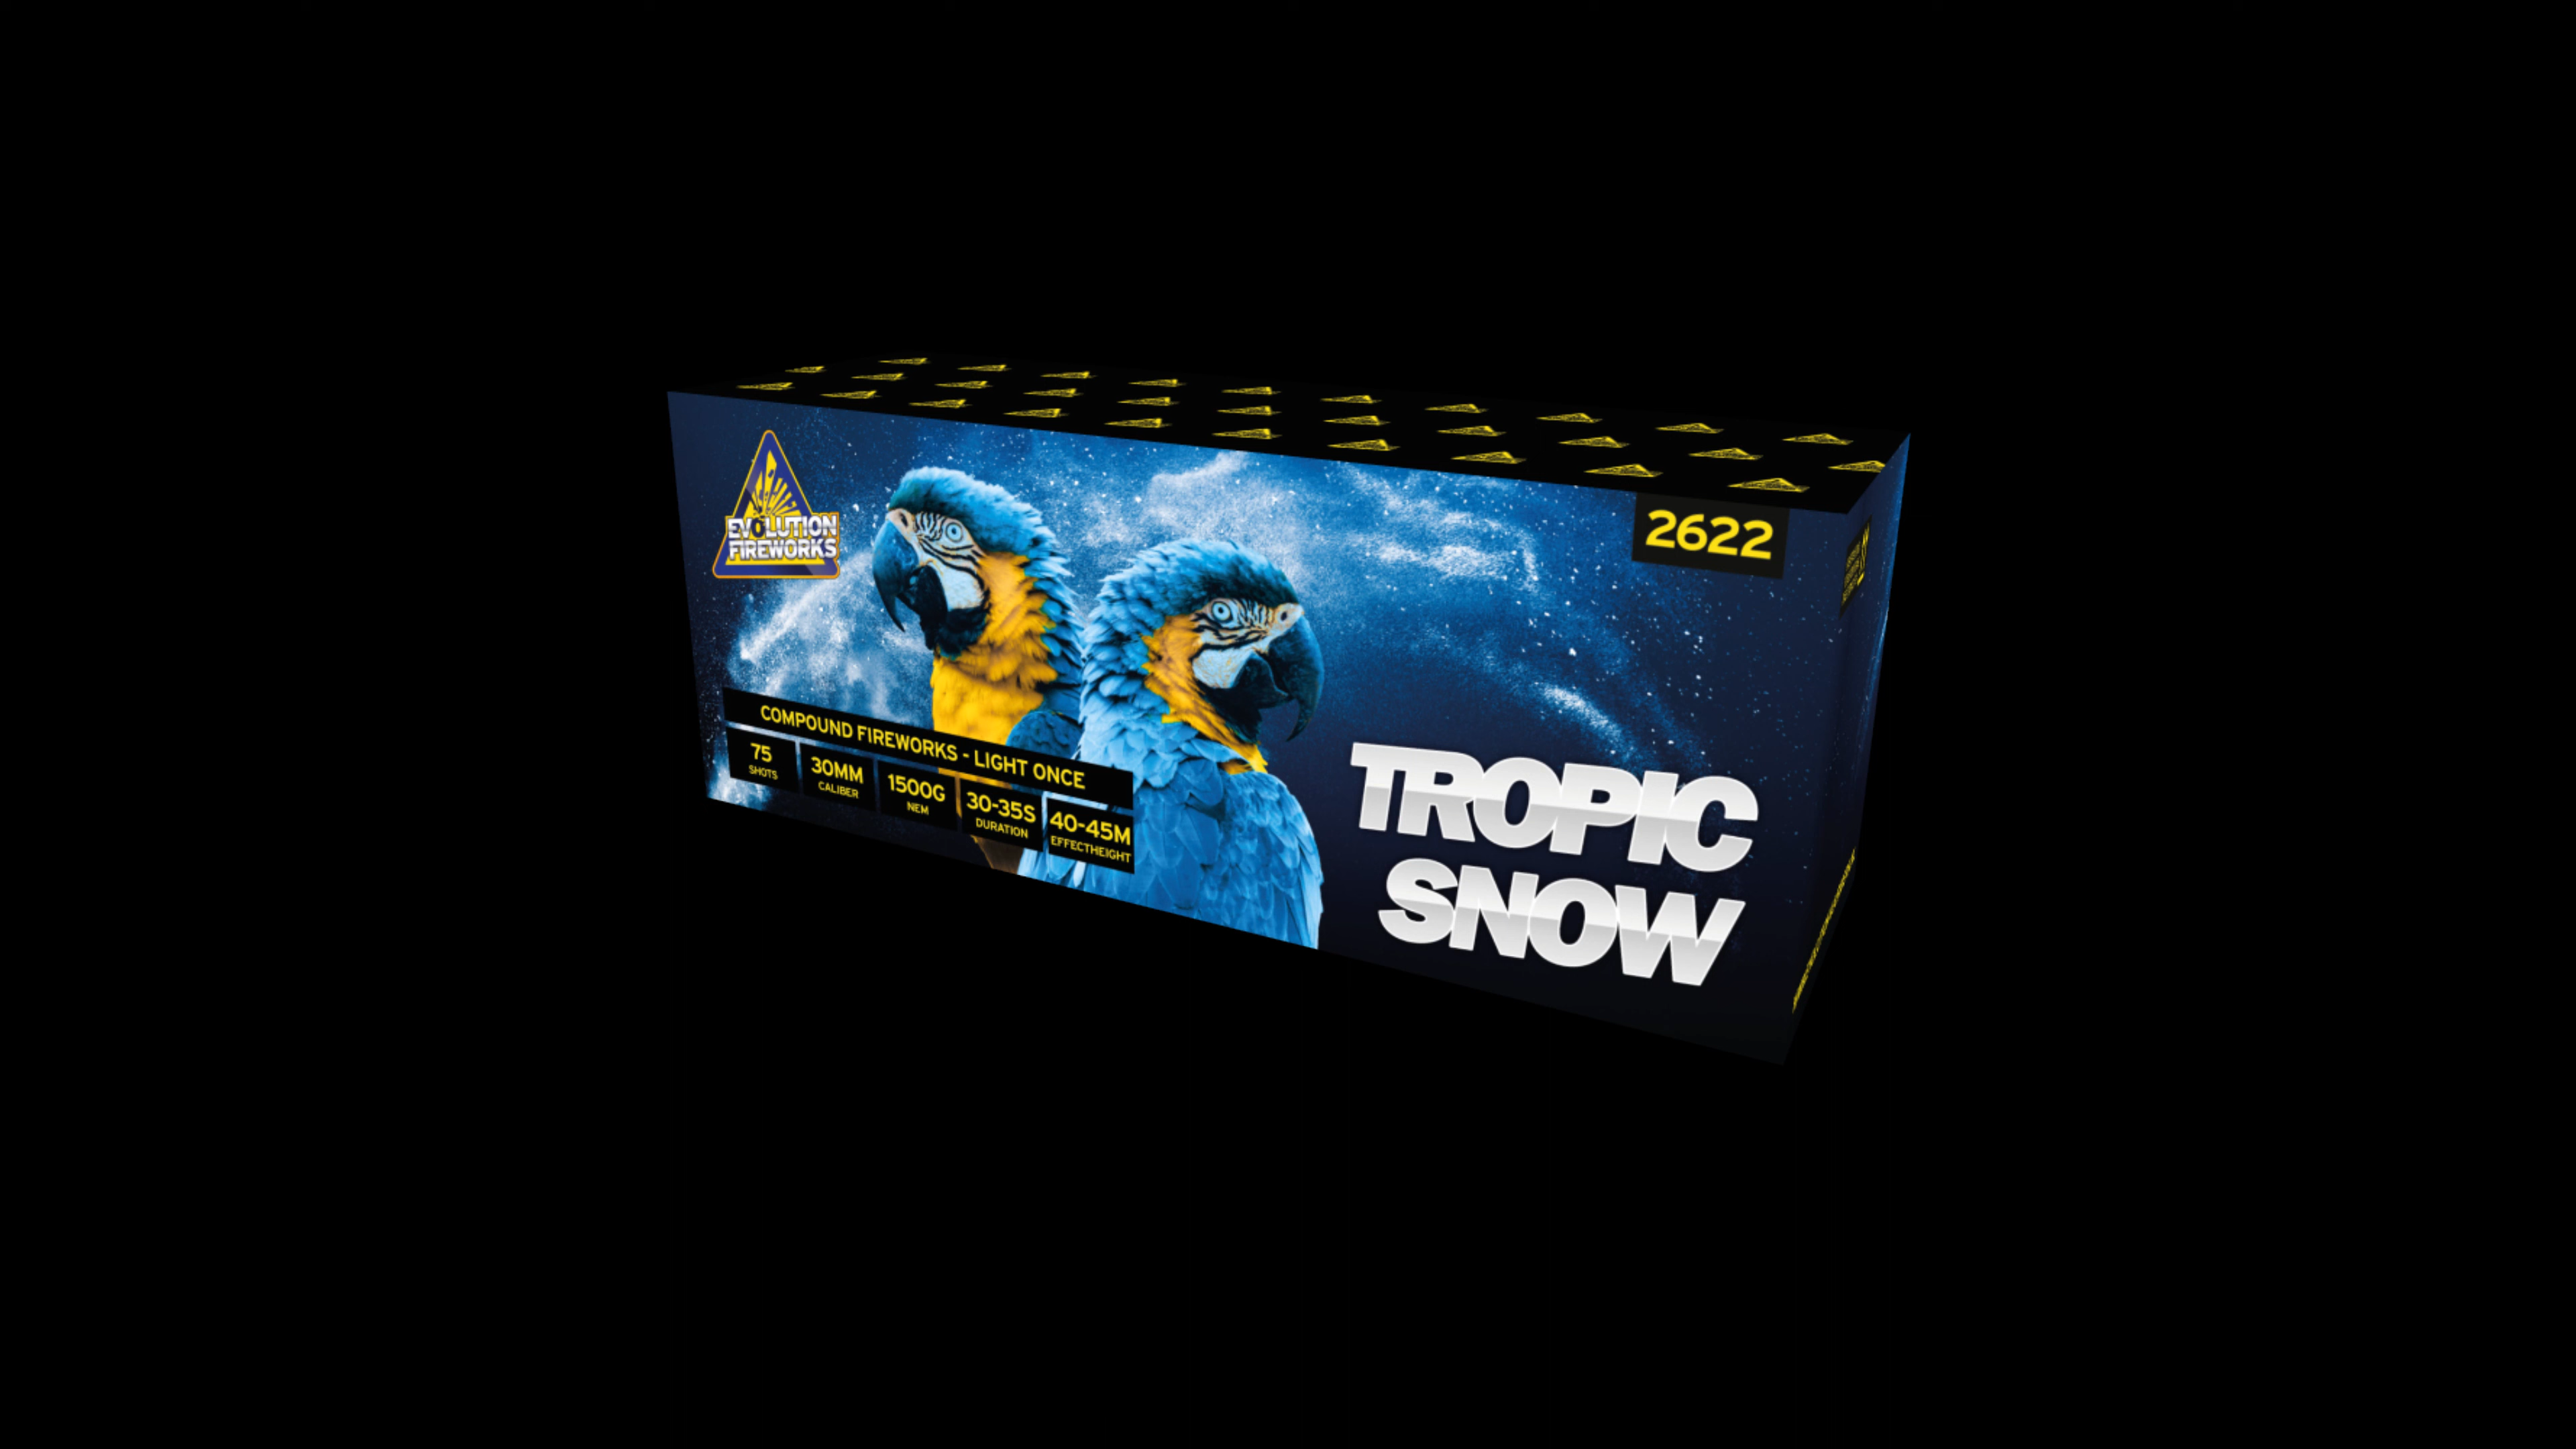 EVOLUTION
FIREWORKS
2622
COMPOUND FIREWORKS - LIGHT ONCE
75
SHOTS
30MM
CALIBER
1500G
NEM
30-35S
DURATION
40-45M
EFFECTHEIGHT
TROPIC
SNOW